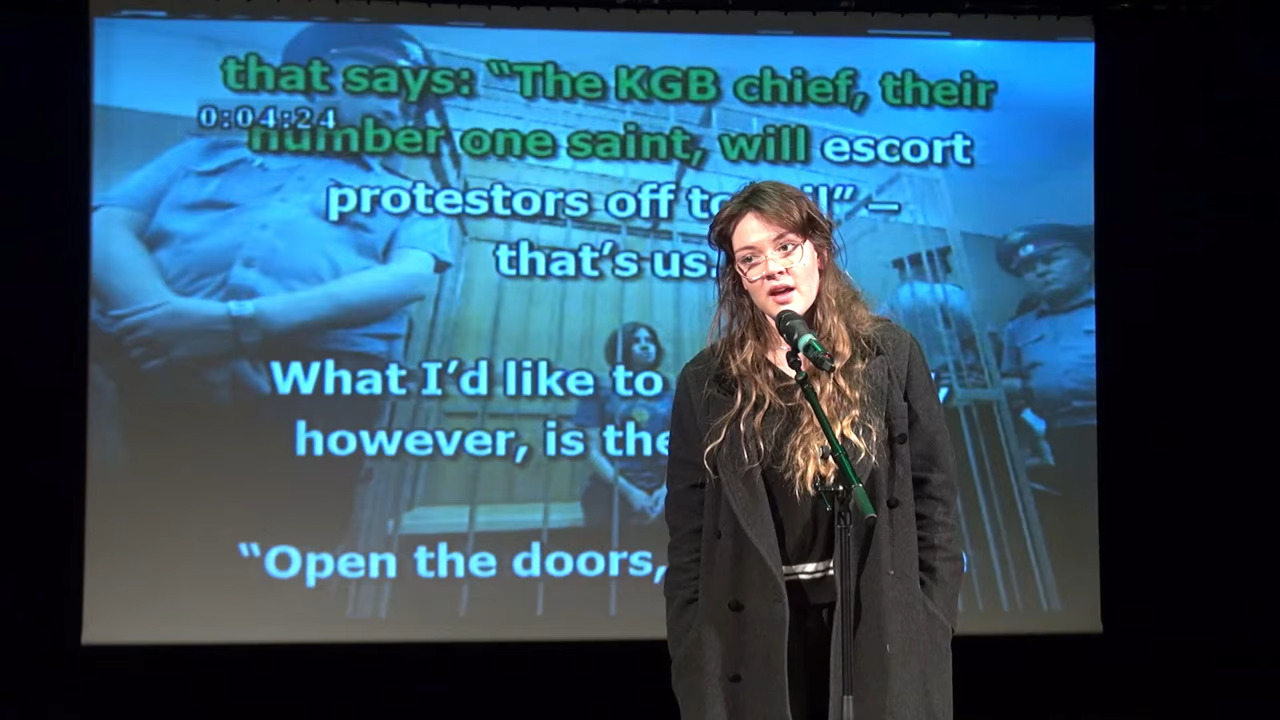 that says: “The KGB chief, their
0:04:24
number one saint, will escort
protestors off to
” –
that’s us.
What I’d like to
however, is the
“Open the doors,